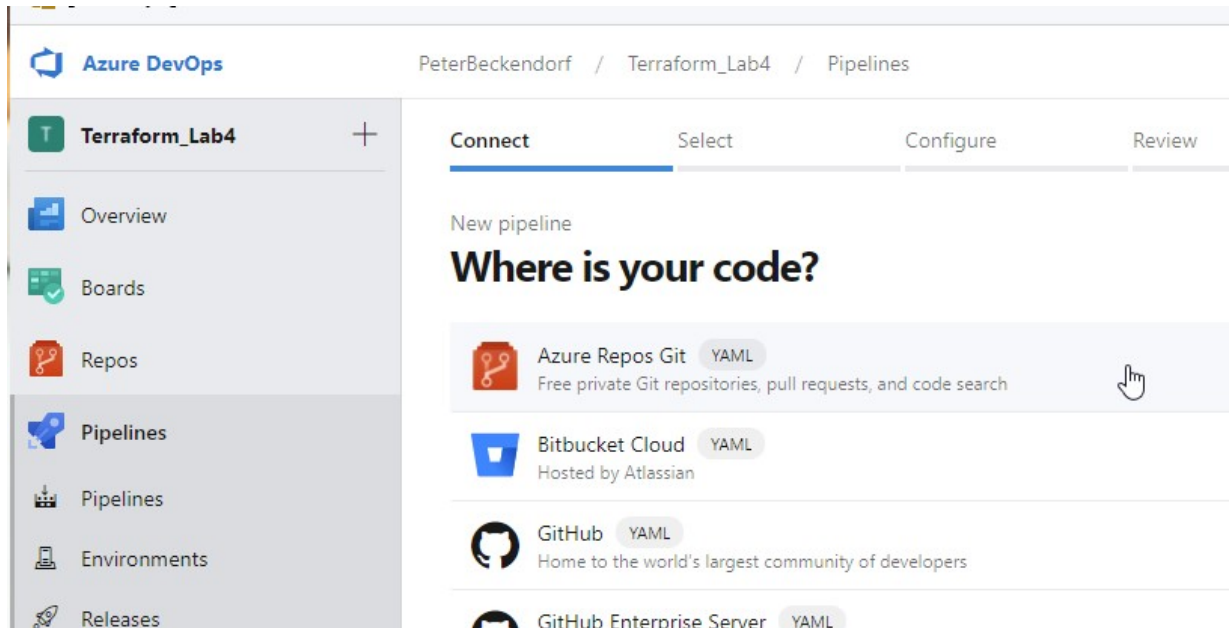 Azure DevOps
PeterBeckendorf / Terraform_Lab4 / Pipelines
T
Terraform_Lab4
Connect
Select
Configure
Review
Overview
Boards
Repos
Pipelines
Pipelines
Environments
Releases
New pipeline
Where is your code?
Azure Repos Git YAML
Free private Git repositories, pull requests, and code search
Bitbucket Cloud YAML
Hosted by Atlassian
GitHub YAML
Home to the world's largest community of developers
GitHub Enterprise Server YAML